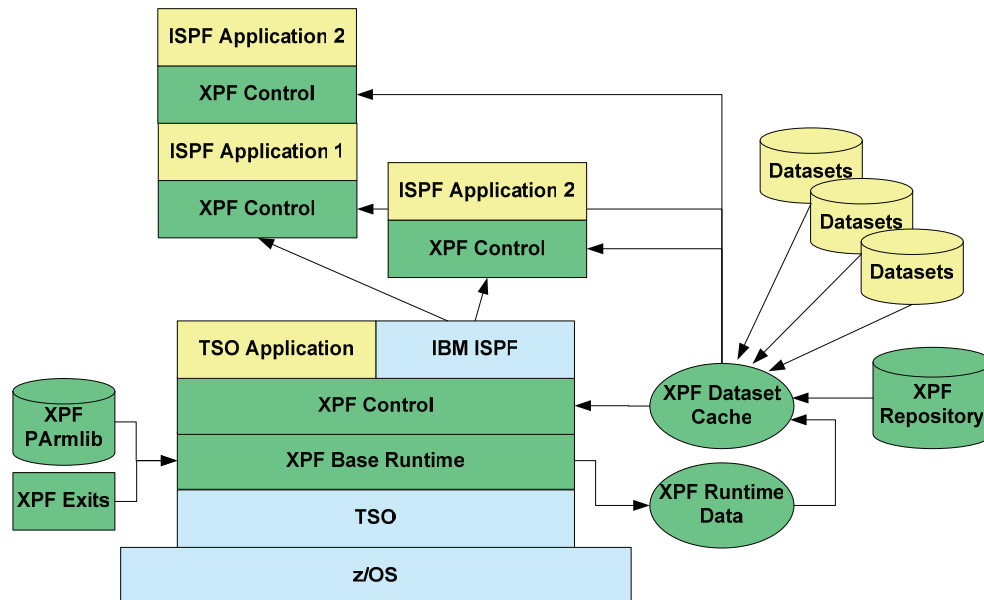 ISPF Application 2
XPF Control
ISPF Application 1
XPF Control
ISPF Application 2
XPF Control
Datasets
Datasets
Datasets
TSO Application
IBM ISPF
XPF Control
XPF Base Runtime
TSO
z/OS
XPF
PArmlib
XPF Exits
XPF Dataset
Cache
XPF
Repository
XPF Runtime
Data